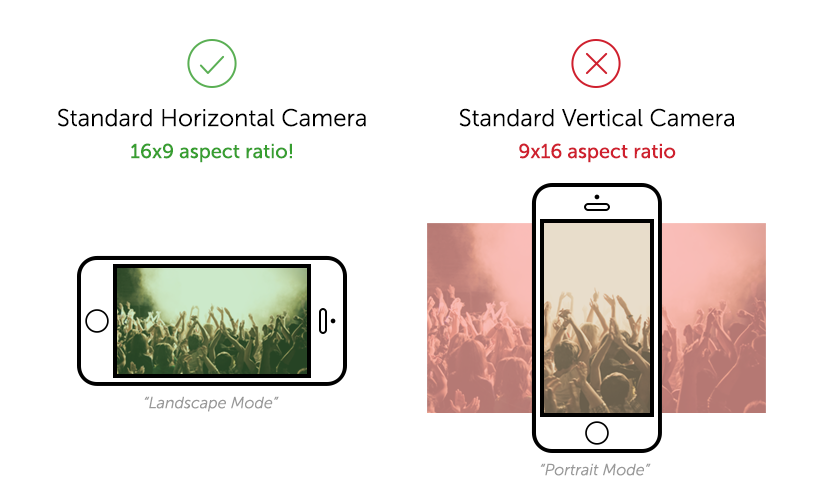 Standard Horizontal Camera
16x9 aspect ratio!
"Landscape Mode"
Standard Vertical Camera
9x16 aspect ratio
"Portrait Mode"